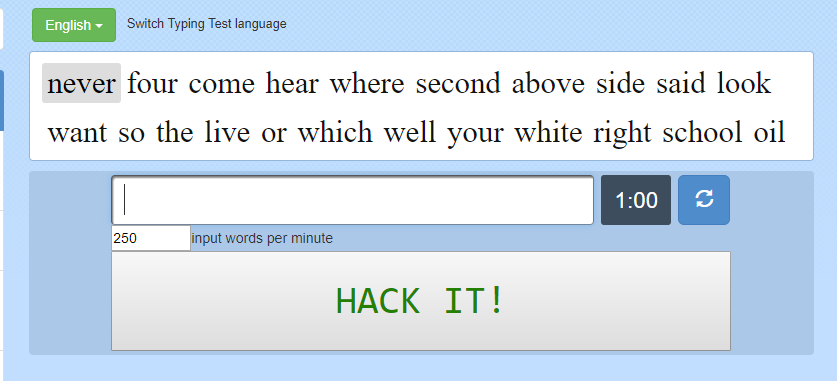 English Switch Typing Test language
never four come hear where second above side said look
want so the live or which well your white right school oil
1:00
250 input words per minute
HACK IT!